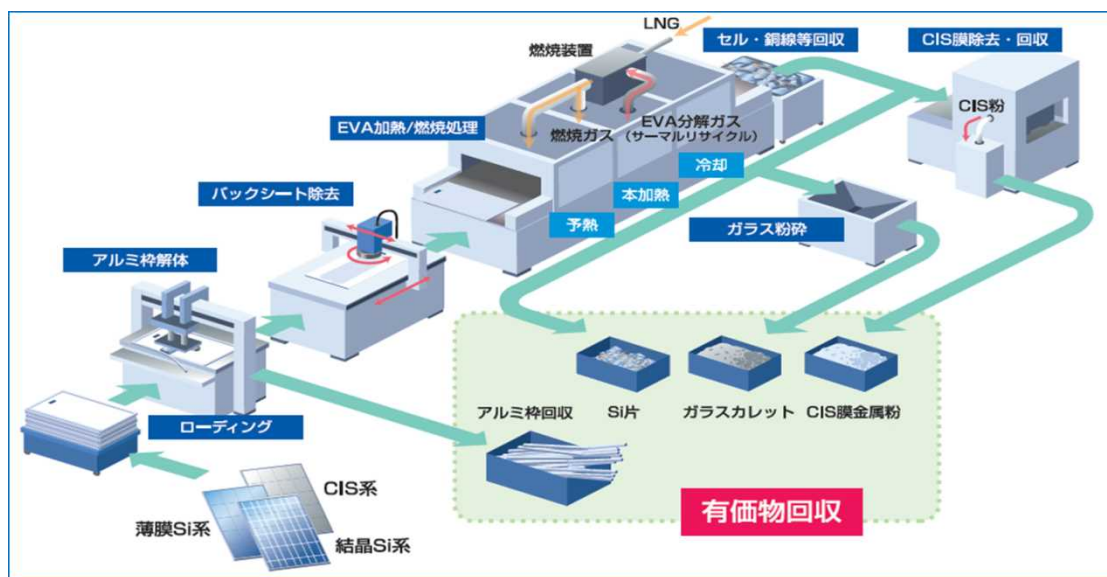 LNG
燃焼装置
セル・銅線等回収
CIS膜除去・回収
CIS粉
EVA加熱/燃焼処理
燃焼ガス
EVA分解ガス
(サーマルリサイクル)
冷却
本加熱
予熱
バックシート除去
ガラス粉砕
アルミ枠解体
ローディング
アルミ枠回収
Si片
ガラスカレット
CIS膜金属粉
CIS系
薄膜Si系
結晶Si系
有価物回収